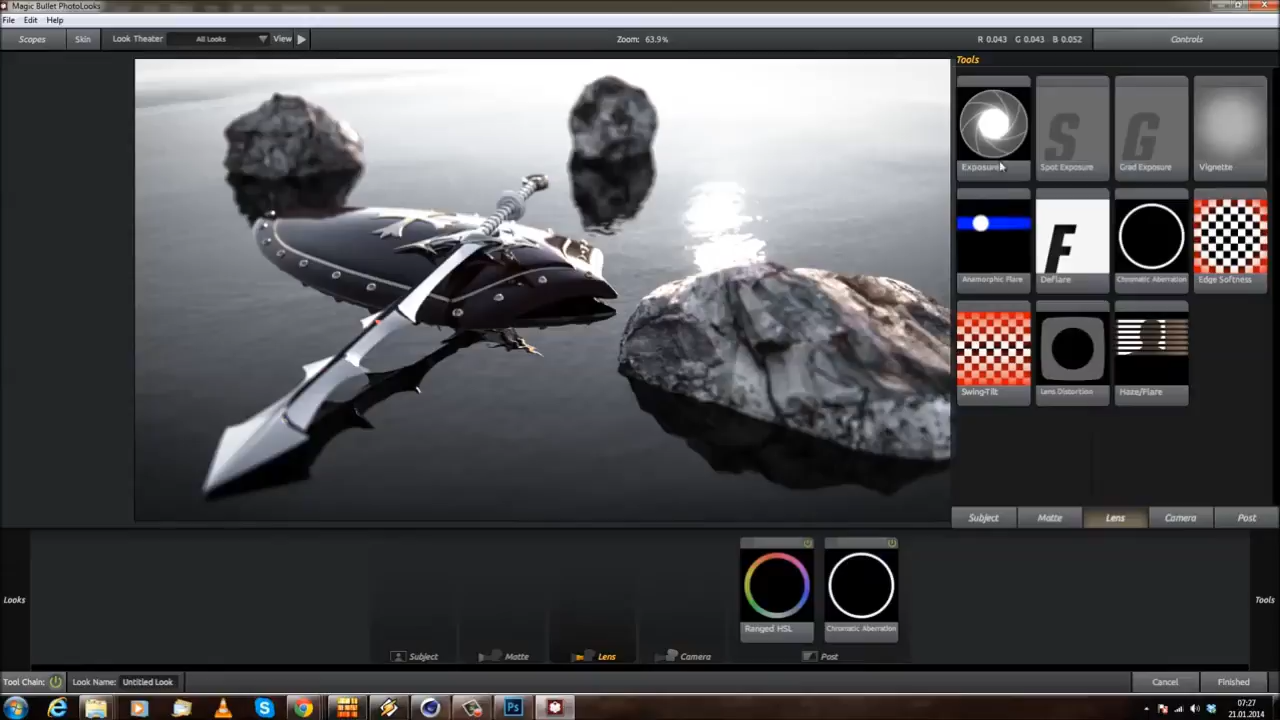 Magic Bullet PhotoLooks
File Edit Help
Scopes Skin Look Theater All Looks View Zoom: 63.9% R 0.043 G 0.043 B 0.052 Controls
Tools
Exposure Spot Exposure Grad Exposure Vignette
Anamorphic Flare DeFlare Chromatic Aberration Edge Softness
Swing-Tilt Lens Distortion Haze/Flare
Subject Matte Lens Camera Post
Looks Tools
Ranged HSL Chromatic Aberration
Subject Matte Lens Camera Post
Tool Chain: Look Name: Untitled Look Cancel Finished
07:27
21.01.2014